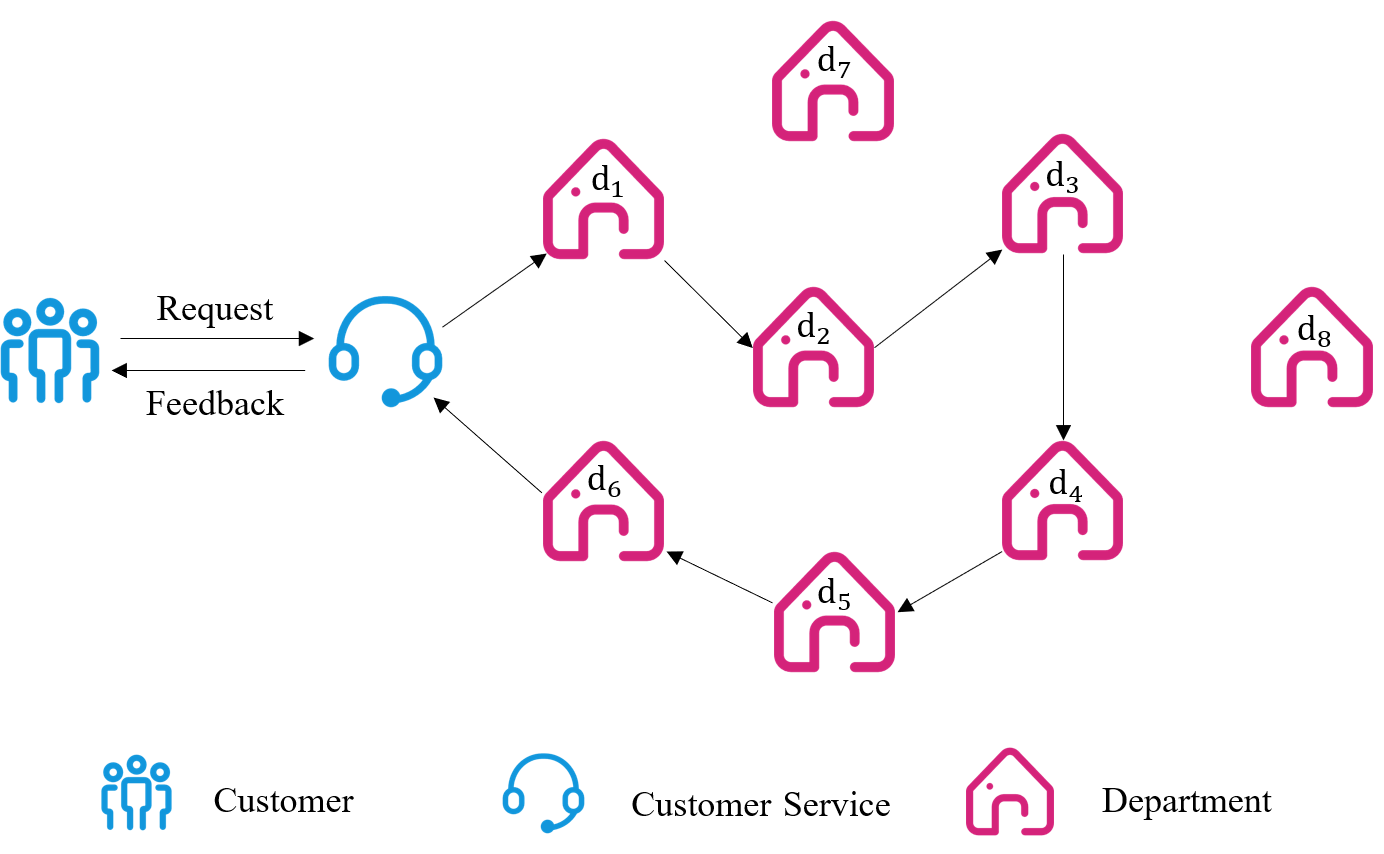 d₇
d₁
d₃
Request
d₂
d₈
Feedback
d₆
d₄
d₅
Customer
Customer Service
Department